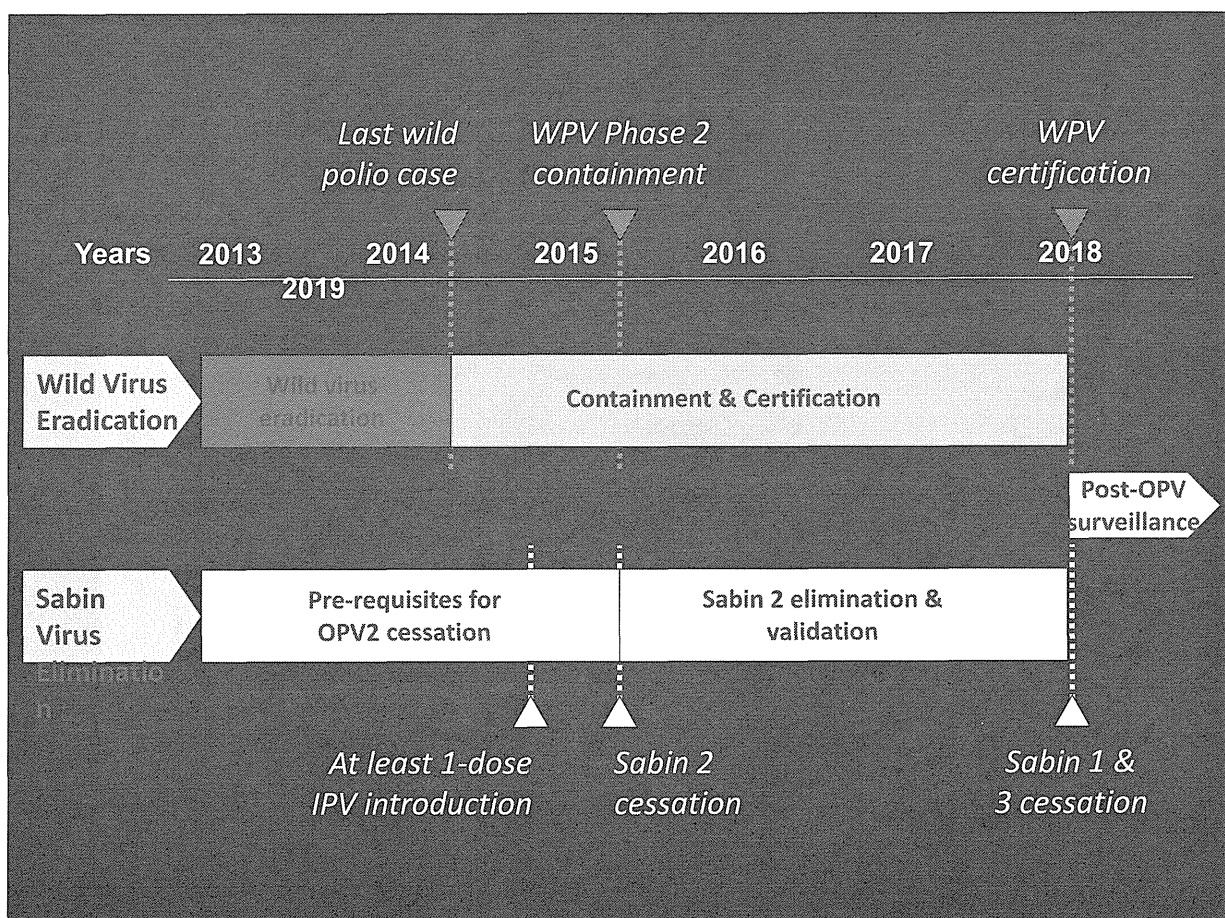 Last wild
polio case
WPV Phase 2
containment
WPV
certification
Years 2013 2014 2015 2016 2017 2018
2019
Wild Virus
Eradication
Wild virus
eradication
Containment & Certification
Post-OPV
surveillance
Sabin
Virus
Eliminatio
n
Pre-requisites for
OPV2 cessation
Sabin 2 elimination &
validation
At least 1-dose
IPV introduction
Sabin 2
cessation
Sabin 1 &
3 cessation